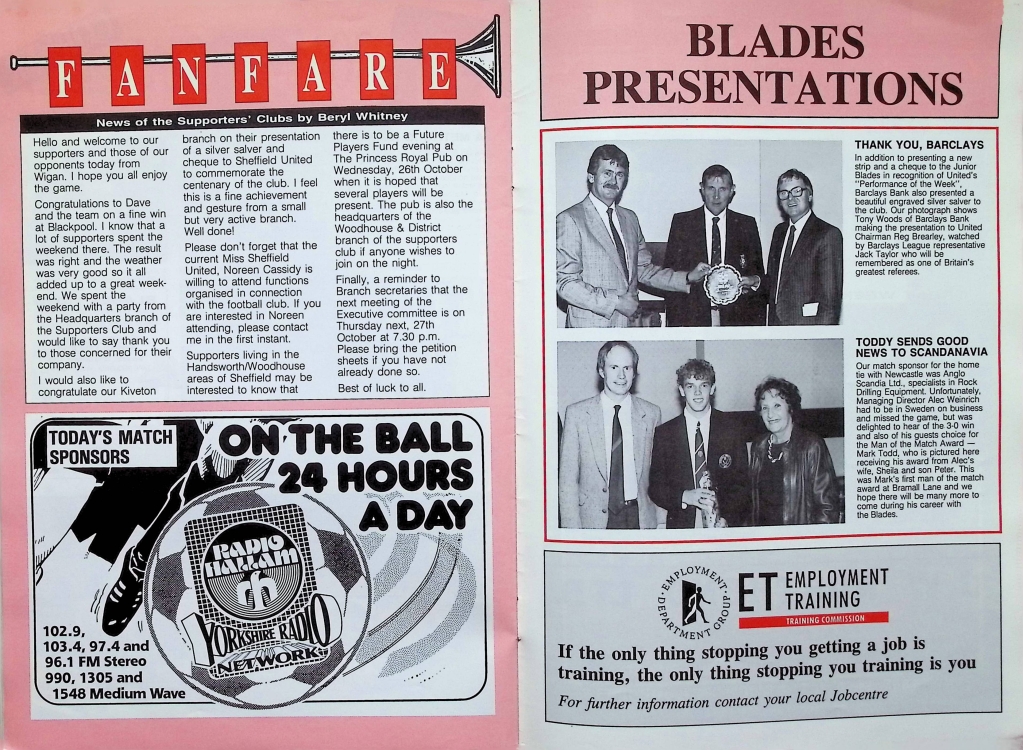 FANFARE
News of the Supporters' Clubs by Beryl Whitney
Hello and welcome to our
supporters and those of our
opponents today from
Wigan. I hope you all enjoy
the game.
Congratulations to Dave
and the team on a fine win
at Blackpool. I know that a
lot of supporters spent the
weekend there. The result
was right and the weather
was very good so it all
added up to a great week-
end. We spent the
weekend with a party from
the Headquarters branch of
the Supporters Club and
would like to say thank you
to those concerned for their
company.
I would also like to
congratulate our Kiveton
branch on their presentation
of a silver salver and
cheque to Sheffield United
to commemorate the
centenary of the club. I feel
this is a fine achievement
and gesture from a small
but very active branch.
Well done!
Please don't forget that the
current Miss Sheffield
United, Noreen Cassidy is
willing to attend functions
organised in connection
with the football club. If you
are interested in Noreen
attending, please contact
me in the first instant.
Supporters living in the
Handsworth/Woodhouse
areas of Sheffield may be
interested to know that
there is to be a Future
Players Fund evening at
The Princess Royal Pub on
Wednesday, 26th October
when it is hoped that
several players will be
present. The pub is also the
headquarters of the
Woodhouse & District
branch of the supporters
club if anyone wishes to
join on the night.
Finally, a reminder to
Branch secretaries that the
next meeting of the
Executive committee is on
Thursday next, 27th
October at 7.30 p.m.
Please bring the petition
sheets if you have not
already done so.
Best of luck to all.
TODAY'S MATCH
SPONSORS
ON THE BALL
24 HOURS
A DAY
RADIO
HALLAM
rh
YORKSHIRE RADIO
NETWORK
102.9,
103.4, 97.4 and
96.1 FM Stereo
990, 1305 and
1548 Medium Wave
BLADES
PRESENTATIONS
THANK YOU, BARCLAYS
In addition to presenting a new
strip and a cheque to the Junior
Blades in recognition of United's
"Performance of the Week",
Barclays Bank also presented a
beautiful engraved silver salver to
the club. Our photograph shows
Tony Woods of Barclays Bank
making the presentation to United
Chairman Reg Brearley, watched
by Barclays League representative
Jack Taylor who will be
remembered as one of Britain's
greatest referees.
TODDY SENDS GOOD
NEWS TO SCANDANAVIA
Our match sponsor for the home
tie with Newcastle was Anglo
Scandia Ltd., specialists in Rock
Drilling Equipment. Unfortunately,
Managing Director Alec Weinrich
had to be in Sweden on business
and missed the game, but was
delighted to hear of the 3-0 win
and also of his guests choice for
the Man of the Match Award —
Mark Todd, who is pictured here
receiving his award from Alec's
wife, Sheila and son Peter. This
was Mark's first man of the match
award at Bramall Lane and we
hope there will be many more to
come during his career with
the Blades.
EMPLOYMENT
DEPARTMENT GROUP
ET EMPLOYMENT
TRAINING
TRAINING COMMISSION
If the only thing stopping you getting a job is
training, the only thing stopping you training is you
For further information contact your local Jobcentre